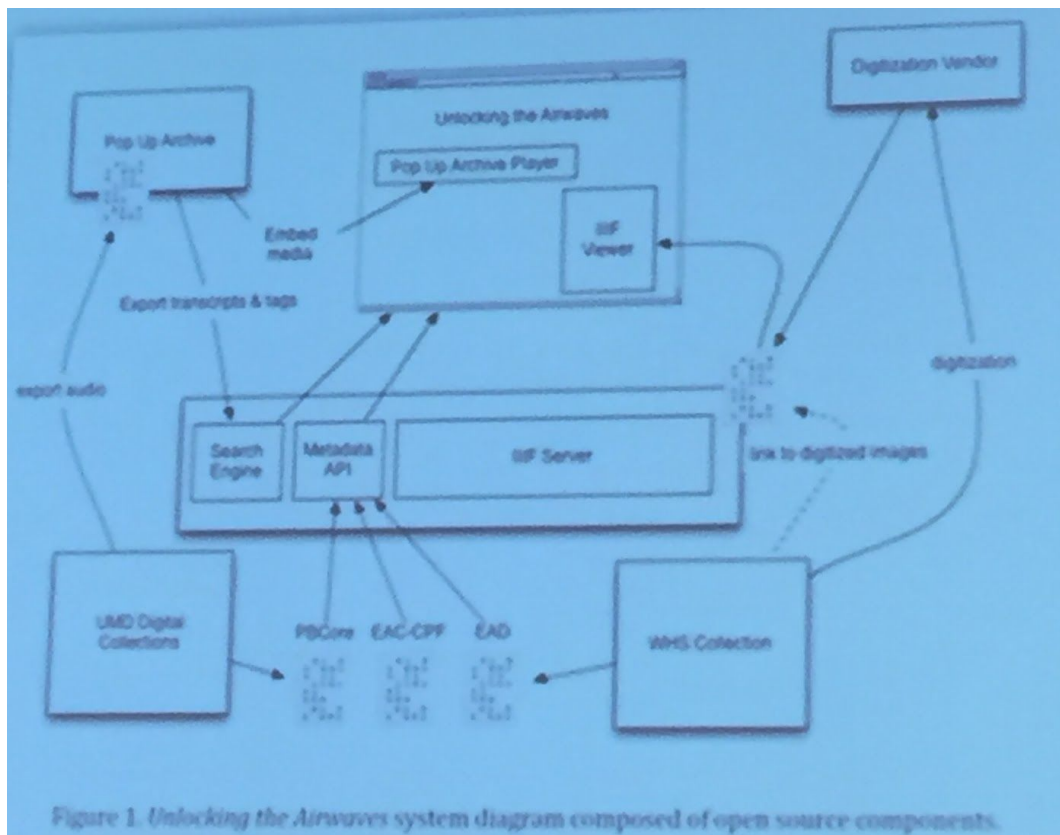 Digitization Vendor
Pop Up Archive
Unlocking the Airwaves
Pop Up Archive Player
IIIF
Viewer
Embed
media
Export transcripts & tags
export audio
digitization
Search
Engine
Metadata
API
IIIF Server
link to digitized images
UMD Digital
Collections
PBCore
EAC-CPF
EAD
WHS Collection
Figure 1. Unlocking the Airwaves system diagram composed of open source components.